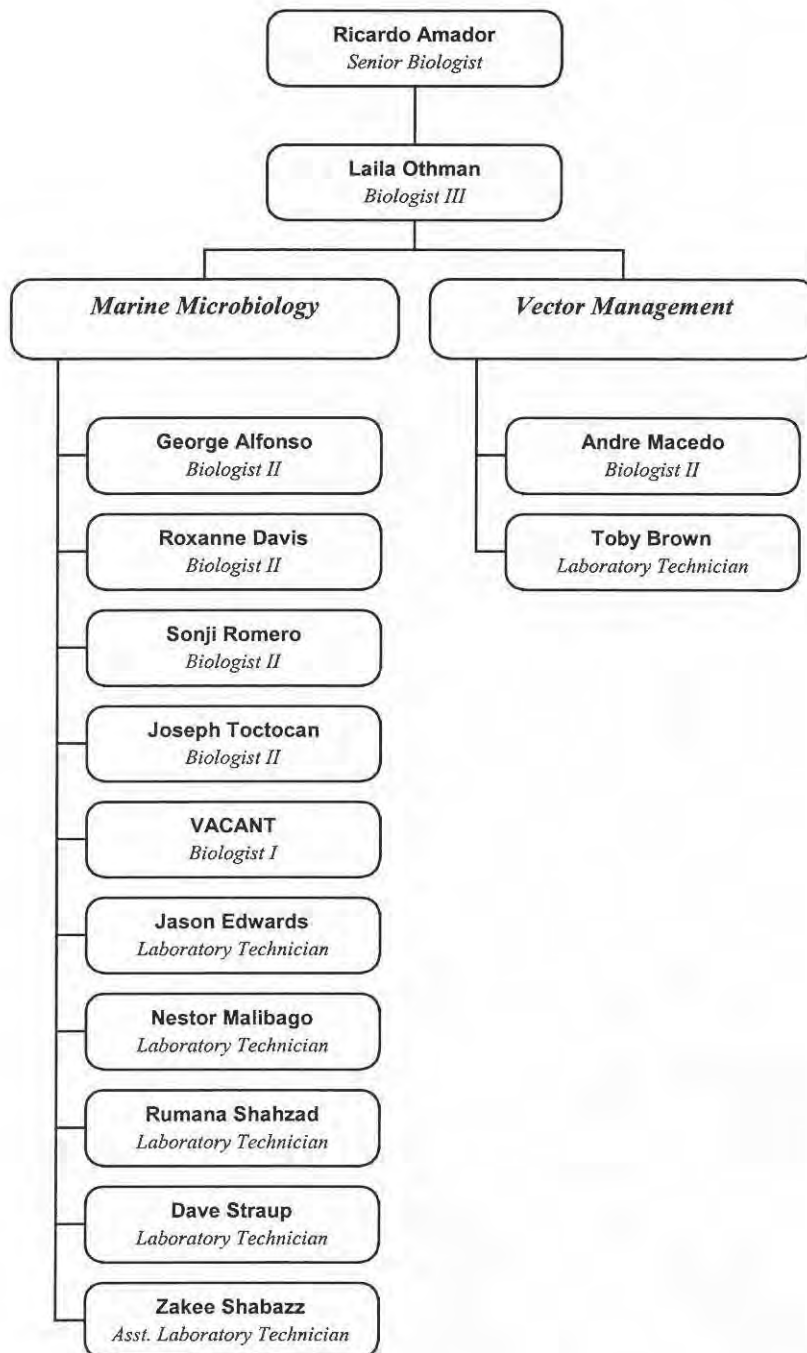 Ricardo Amador
Senior Biologist
Laila Othman
Biologist III
Marine Microbiology
George Alfonso
Biologist II
Roxanne Davis
Biologist II
Sonji Romero
Biologist II
Joseph Toctocan
Biologist II
VACANT
Biologist I
Jason Edwards
Laboratory Technician
Nestor Malibago
Laboratory Technician
Rumana Shahzad
Laboratory Technician
Dave Straup
Laboratory Technician
Zakee Shabazz
Asst. Laboratory Technician
Vector Management
Andre Macedo
Biologist II
Toby Brown
Laboratory Technician